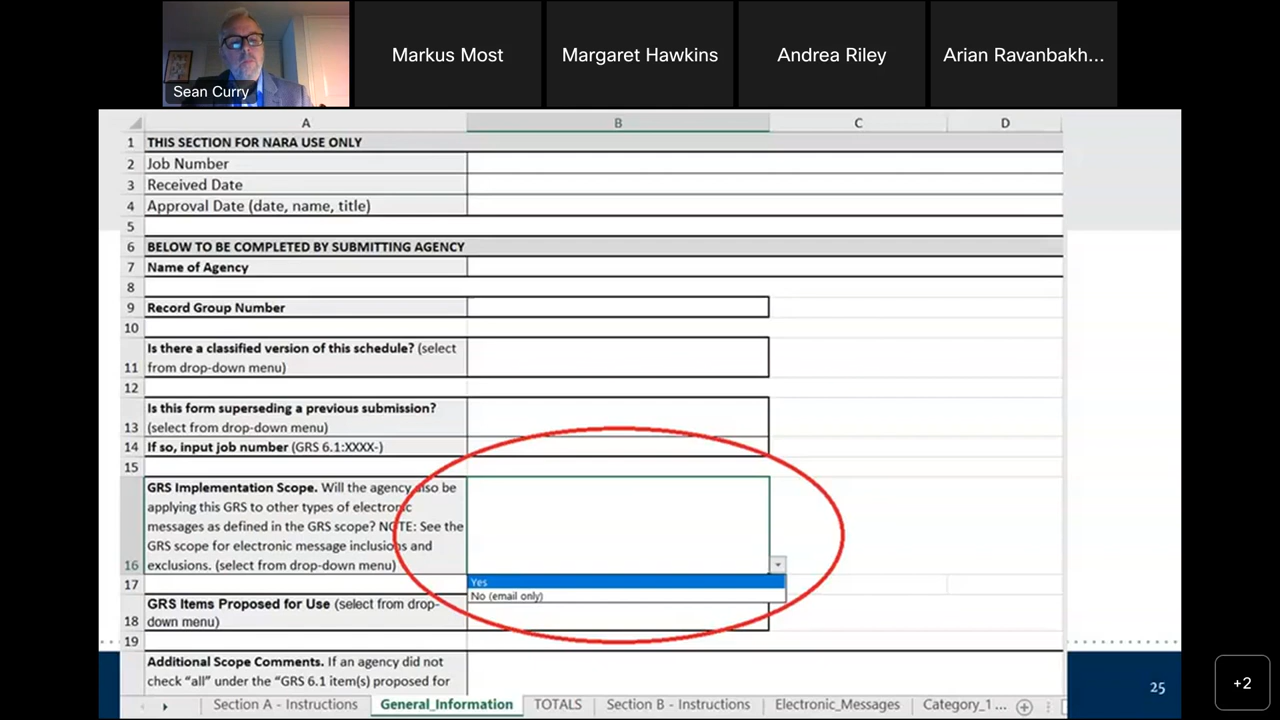 Sean Curry
Markus Most
Margaret Hawkins
Andrea Riley
Arian Ravanbakh...
A B C D
1 THIS SECTION FOR NARA USE ONLY
2 Job Number
3 Received Date
4 Approval Date (date, name, title)
5
6 BELOW TO BE COMPLETED BY SUBMITTING AGENCY
7 Name of Agency
8
9 Record Group Number
10
Is there a classified version of this schedule? (select
11 from drop-down menu)
12
Is this form superseding a previous submission?
13 (select from drop-down menu)
14 If so, input job number (GRS 6.1:XXXX-)
15
GRS Implementation Scope. Will the agency also be
applying this GRS to other types of electronic
messages as defined in the GRS scope? NOTE: See the
GRS scope for electronic message inclusions and
16 exclusions. (select from drop-down menu)
Yes
17 No (email only)
GRS Items Proposed for Use (select from drop-
18 down menu)
19
Additional Scope Comments. If an agency did not
check "all" under the "GRS 6.1 item(s) proposed for
Section A - Instructions General_Information TOTALS Section B - Instructions Electronic_Messages Category_1 ...
25
+2